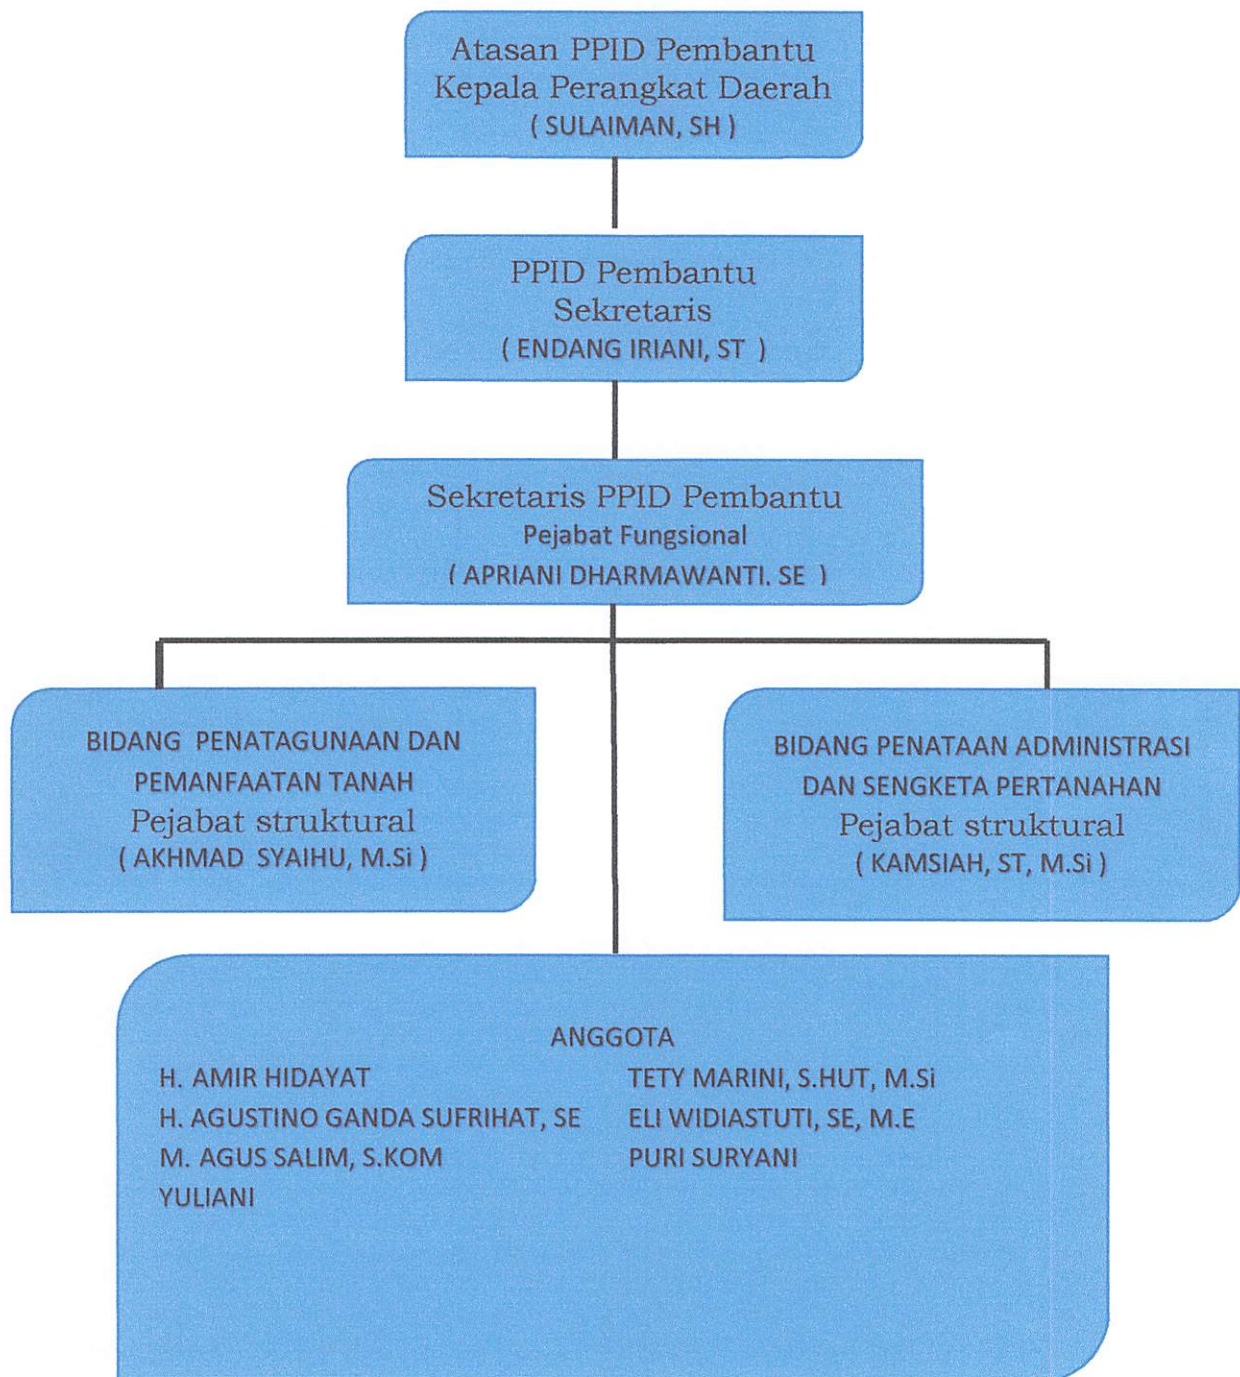 Atasan PPID Pembantu
Kepala Perangkat Daerah
( SULAIMAN, SH )
PPID Pembantu
Sekretaris
( ENDANG IRIANI, ST )
Sekretaris PPID Pembantu
Pejabat Fungsional
( APRIANI DHARMAWANTI. SE )
BIDANG PENATAGUNAAN DAN
PEMANFAATAN TANAH
Pejabat struktural
( AKHMAD SYAIHU, M.Si )
BIDANG PENATAAN ADMINISTRASI
DAN SENGKETA PERTANAHAN
Pejabat struktural
( KAMSIAH, ST, M.Si )
ANGGOTA
H. AMIR HIDAYAT
H. AGUSTINO GANDA SUFRIHAT, SE
M. AGUS SALIM, S.KOM
YULIANI
TETY MARINI, S.HUT, M.Si
ELI WIDIASTUTI, SE, M.E
PURI SURYANI